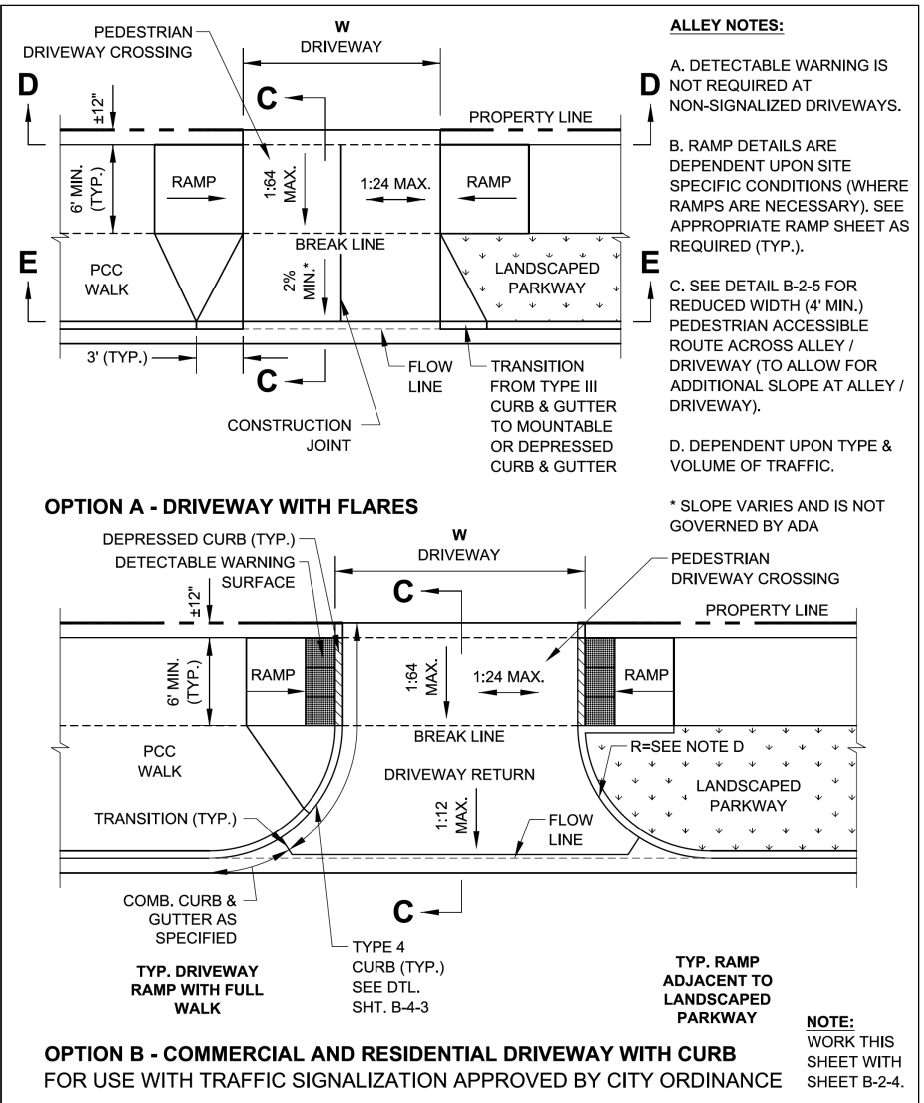 PEDESTRIAN
DRIVEWAY CROSSING
W
DRIVEWAY
D
±12"
C
D
PROPERTY LINE
6' MIN.
(TYP.)
RAMP
1:64
MAX.
1:24 MAX.
RAMP
BREAK LINE
E
PCC
WALK
2%
MIN.*
LANDSCAPED
PARKWAY
E
3' (TYP.)
C
FLOW
LINE
TRANSITION
FROM TYPE III
CURB & GUTTER
TO MOUNTABLE
OR DEPRESSED
CURB & GUTTER
CONSTRUCTION
JOINT
OPTION A - DRIVEWAY WITH FLARES
ALLEY NOTES:
A. DETECTABLE WARNING IS
NOT REQUIRED AT
NON-SIGNALIZED DRIVEWAYS.
B. RAMP DETAILS ARE
DEPENDENT UPON SITE
SPECIFIC CONDITIONS (WHERE
RAMPS ARE NECESSARY). SEE
APPROPRIATE RAMP SHEET AS
REQUIRED (TYP.).
C. SEE DETAIL B-2-5 FOR
REDUCED WIDTH (4' MIN.)
PEDESTRIAN ACCESSIBLE
ROUTE ACROSS ALLEY /
DRIVEWAY (TO ALLOW FOR
ADDITIONAL SLOPE AT ALLEY /
DRIVEWAY).
D. DEPENDENT UPON TYPE &
VOLUME OF TRAFFIC.
* SLOPE VARIES AND IS NOT
GOVERNED BY ADA
DEPRESSED CURB (TYP.)
DETECTABLE WARNING
SURFACE
W
DRIVEWAY
PEDESTRIAN
DRIVEWAY CROSSING
±12"
C
PROPERTY LINE
6' MIN.
(TYP.)
RAMP
1:64
MAX.
1:24 MAX.
RAMP
BREAK LINE
PCC
WALK
R=SEE NOTE D
DRIVEWAY RETURN
LANDSCAPED
PARKWAY
TRANSITION (TYP.)
1:12
MAX.
FLOW
LINE
COMB. CURB &
GUTTER AS
SPECIFIED
C
TYPE 4
CURB (TYP.)
SEE DTL.
SHT. B-4-3
TYP. DRIVEWAY
RAMP WITH FULL
WALK
TYP. RAMP
ADJACENT TO
LANDSCAPED
PARKWAY
NOTE:
WORK THIS
SHEET WITH
SHEET B-2-4.
OPTION B - COMMERCIAL AND RESIDENTIAL DRIVEWAY WITH CURB
FOR USE WITH TRAFFIC SIGNALIZATION APPROVED BY CITY ORDINANCE